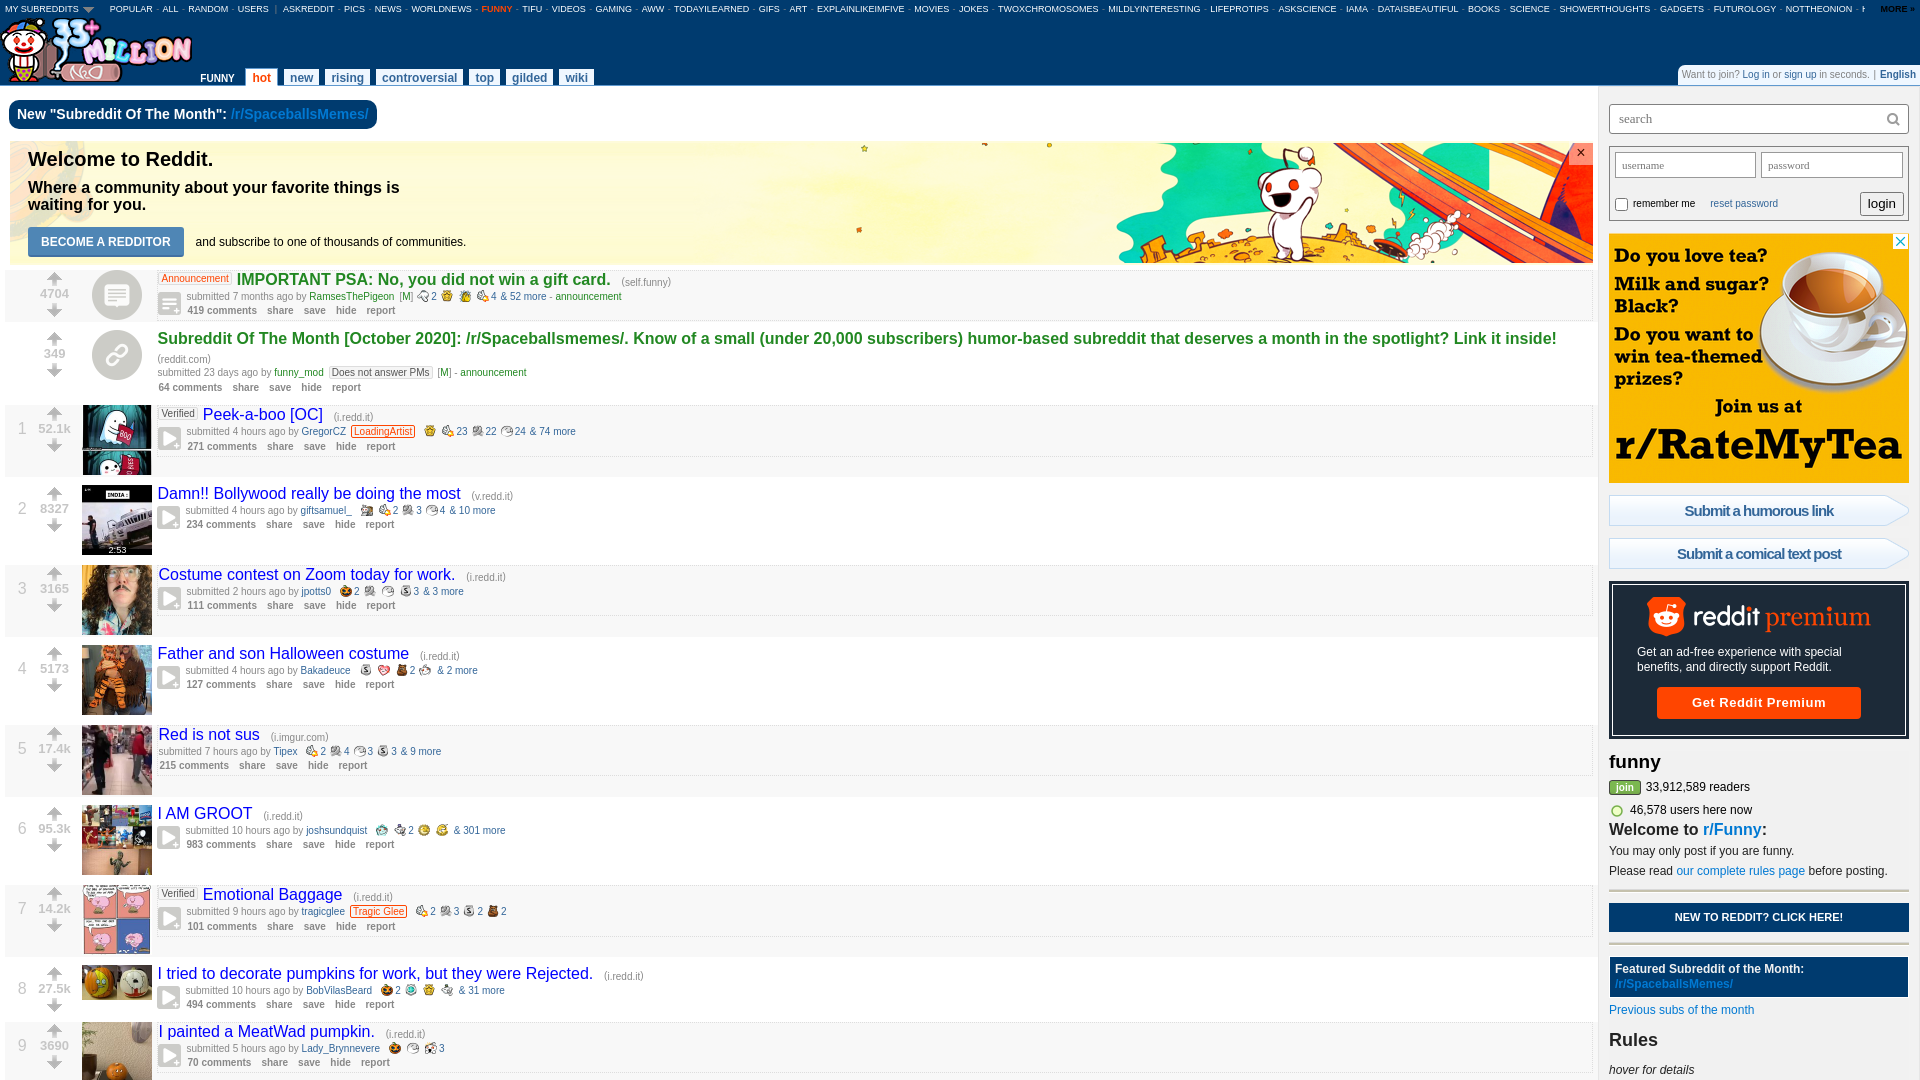 MY SUBREDDITS POPULAR - ALL - RANDOM - USERS | ASKREDDIT - PICS - NEWS - WORLDNEWS - FUNNY - TIFU - VIDEOS - GAMING - AWW - TODAYILEARNED - GIFS - ART - EXPLAINLIKEIMFIVE - MOVIES - JOKES - TWOXCHROMOSOMES - MILDLYINTERESTING - LIFEPROTIPS - ASKSCIENCE - IAMA - DATAISBEAUTIFUL - BOOKS - SCIENCE - SHOWERTHOUGHTS - GADGETS - FUTUROLOGY - NOTTHEONION - MORE »
33+ MILLION
FUNNY hot new rising controversial top gilded wiki
Want to join? Log in or sign up in seconds. | English
New "Subreddit Of The Month": /r/SpaceballsMemes/
Welcome to Reddit.
Where a community about your favorite things is
waiting for you.
BECOME A REDDITOR and subscribe to one of thousands of communities.
×
4704
Announcement IMPORTANT PSA: No, you did not win a gift card. (self.funny)
submitted 7 months ago by RamsesThePigeon [M] 2 4 & 52 more - announcement
419 comments share save hide report
349
Subreddit Of The Month [October 2020]: /r/Spaceballsmemes/. Know of a small (under 20,000 subscribers) humor-based subreddit that deserves a month in the spotlight? Link it inside!
(reddit.com)
submitted 23 days ago by funny_mod Does not answer PMs [M] - announcement
64 comments share save hide report
1 52.1k
BOO
Verified Peek-a-boo [OC] (i.redd.it)
submitted 4 hours ago by GregorCZ LoadingArtist 23 22 24 & 74 more
271 comments share save hide report
2 8327
INDIA:
2:53
Damn!! Bollywood really be doing the most (v.redd.it)
submitted 4 hours ago by giftsamuel_ 2 3 4 & 10 more
234 comments share save hide report
3 3165
Costume contest on Zoom today for work. (i.redd.it)
submitted 2 hours ago by jpotts0 2 3 & 3 more
111 comments share save hide report
4 5173
Father and son Halloween costume (i.redd.it)
submitted 4 hours ago by Bakadeuce 2 & 2 more
127 comments share save hide report
5 17.4k
Red is not sus (i.imgur.com)
submitted 7 hours ago by Tipex 2 4 3 3 & 9 more
215 comments share save hide report
6 95.3k
I AM GROOT (i.redd.it)
submitted 10 hours ago by joshsundquist 2 & 301 more
983 comments share save hide report
7 14.2k
Verified Emotional Baggage (i.redd.it)
submitted 9 hours ago by tragicglee Tragic Glee 2 3 2 2
101 comments share save hide report
8 27.5k
I tried to decorate pumpkins for work, but they were Rejected. (i.redd.it)
submitted 10 hours ago by BobVilasBeard 2 & 31 more
494 comments share save hide report
9 3690
I painted a MeatWad pumpkin. (i.redd.it)
submitted 5 hours ago by Lady_Brynnevere 3
70 comments share save hide report
search
username password
remember me reset password login
Do you love tea?
Milk and sugar?
Black?
Do you want to
win tea-themed
prizes?
Join us at
r/RateMyTea
Submit a humorous link
Submit a comical text post
reddit premium
Get an ad-free experience with special
benefits, and directly support Reddit.
Get Reddit Premium
funny
join 33,912,589 readers
46,578 users here now
Welcome to r/Funny:
You may only post if you are funny.
Please read our complete rules page before posting.
NEW TO REDDIT? CLICK HERE!
Featured Subreddit of the Month:
/r/SpaceballsMemes/
Previous subs of the month
Rules
hover for details